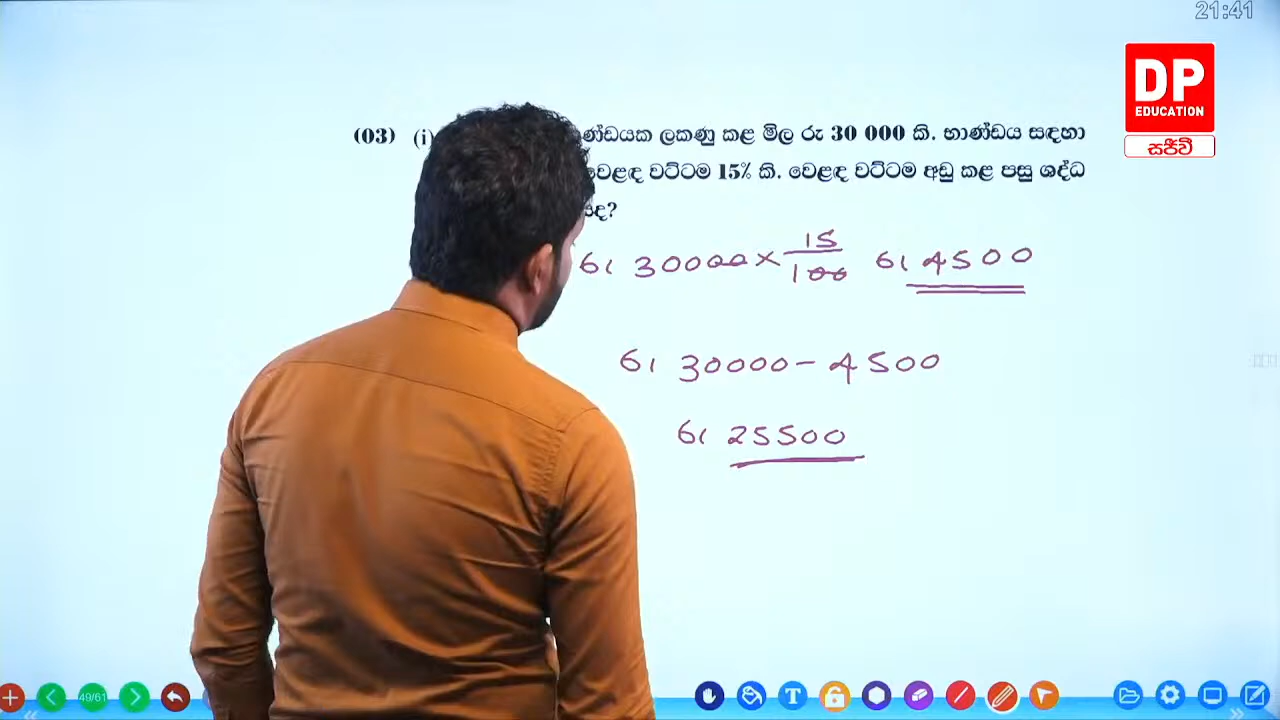 21:41
DP
EDUCATION
සජීවී
(03) (i) ලකුණු කළ මිල රු 30 000 කි. භාණ්ඩය සඳහා
වෙළඳ වට්ටම 15% කි. වෙළඳ වට්ටම අඩු කළ පසු ශද්ධ
රු 30000 × 15/100 රු 4500
රු 30000 - 4500
රු 25500
49/61